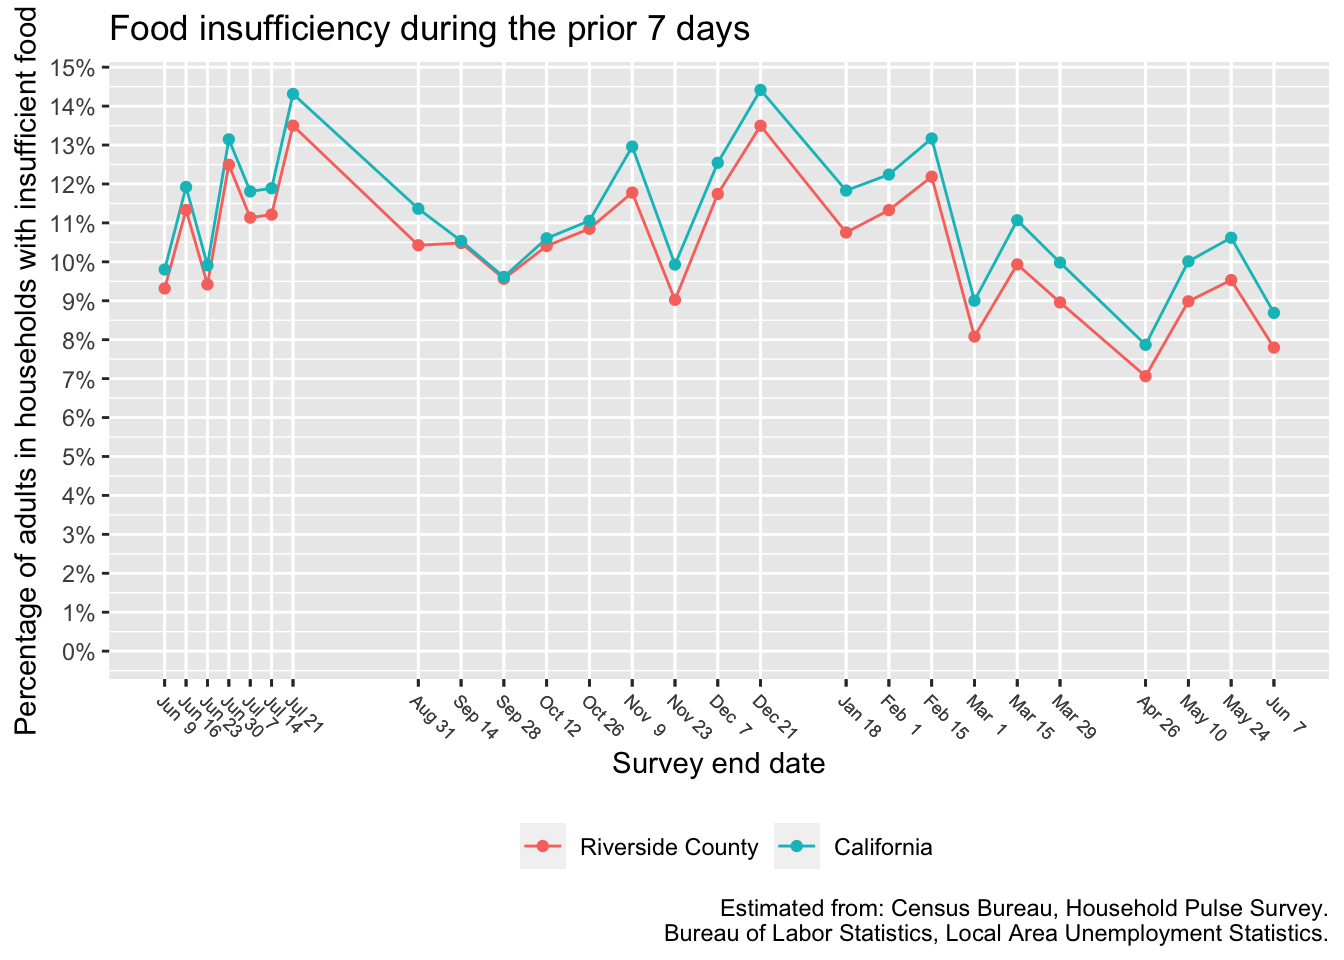 Food insufficiency during the prior 7 days
Percentage of adults in households with insufficient food
15%
14%
13%
12%
11%
10%
9%
8%
7%
6%
5%
4%
3%
2%
1%
0%
Jun 9
Jun 16
Jun 23
Jun 30
Jul 7
Jul 14
Jul 21
Aug 31
Sep 14
Sep 28
Oct 12
Oct 26
Nov 9
Nov 23
Dec 7
Dec 21
Jan 18
Feb 1
Feb 15
Mar 1
Mar 15
Mar 29
Apr 26
May 10
May 24
Jun 7
Survey end date
Riverside County
California
Estimated from: Census Bureau, Household Pulse Survey.
Bureau of Labor Statistics, Local Area Unemployment Statistics.